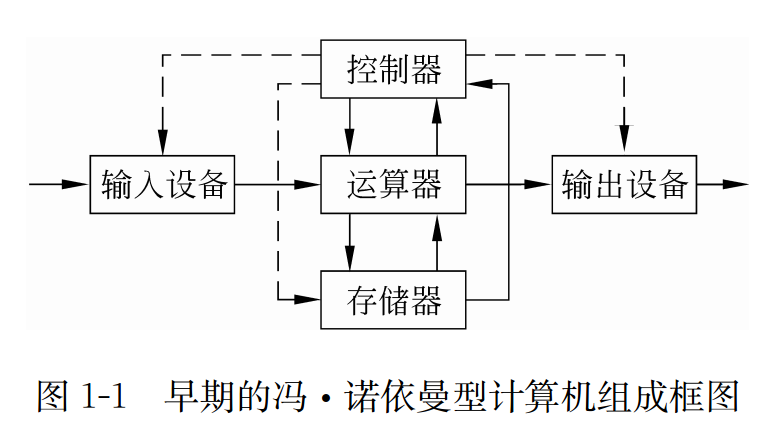 控制器
输入设备
运算器
输出设备
存储器
图 1-1 早期的冯·诺依曼型计算机组成框图